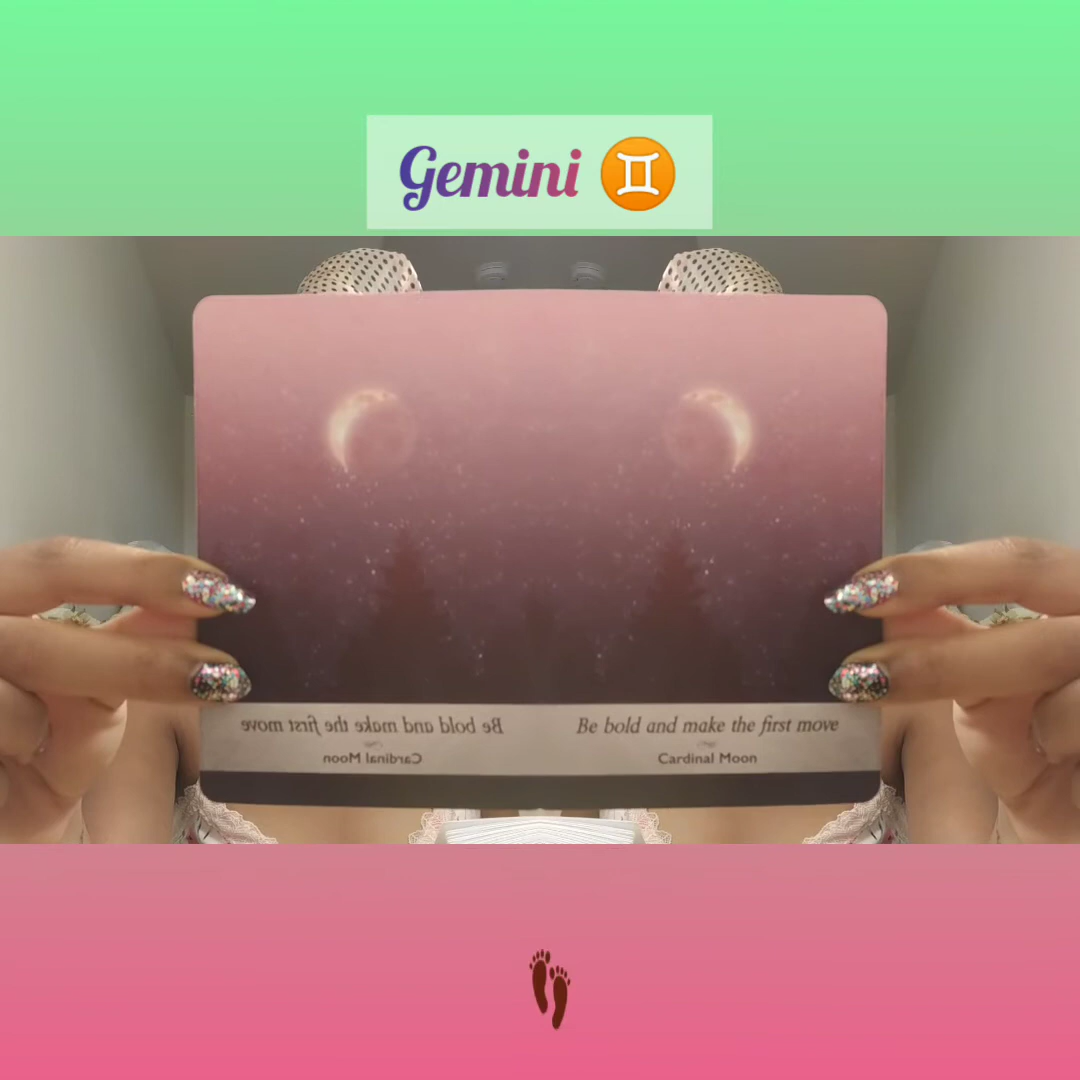 Gemini ♊
Be bold and make the first move
Be bold and make the first move
Cardinal Moon
Cardinal Moon